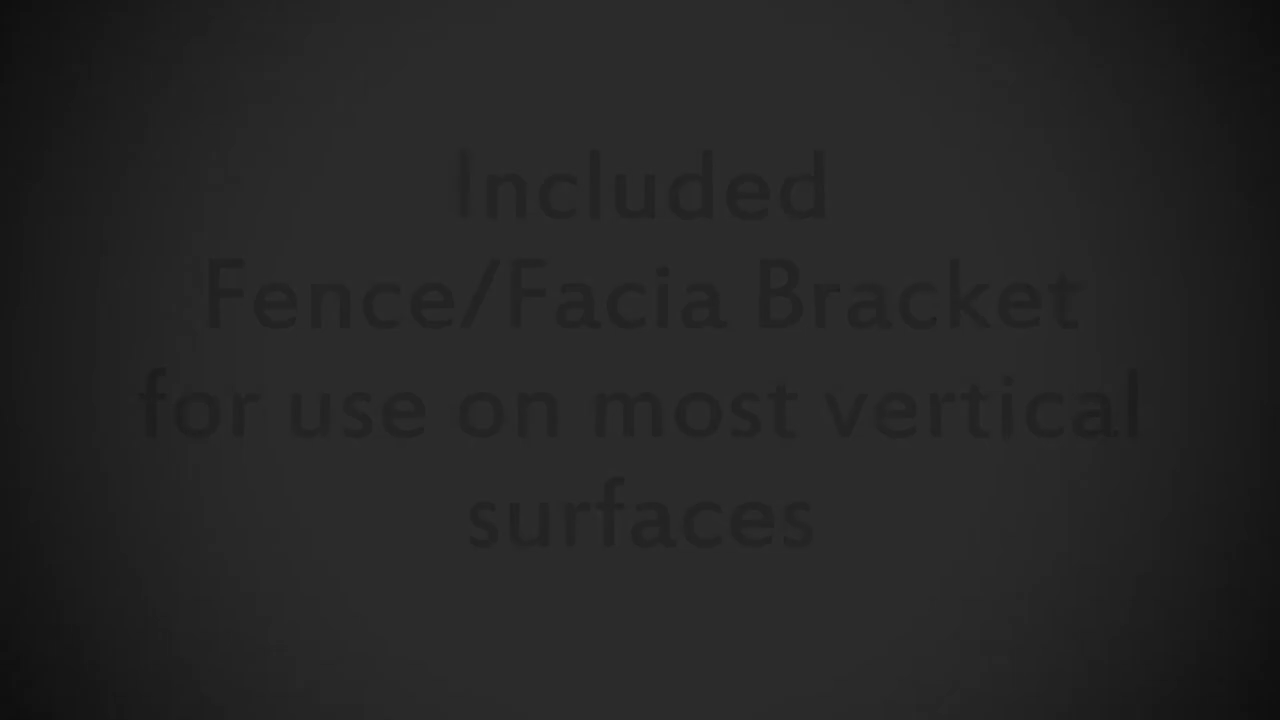 Included
Fence/Facia Bracket
for use on most vertical
surfaces